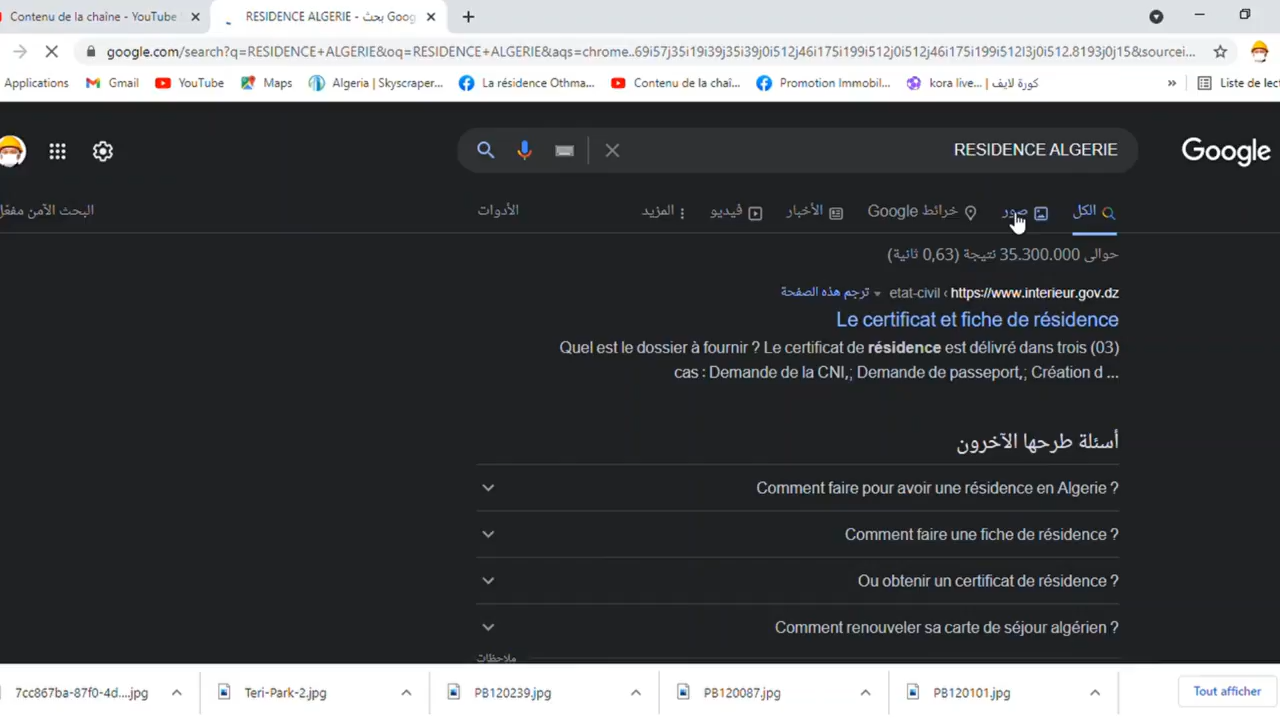 Contenu de la chaîne - YouTube
RESIDENCE ALGERIE - بحث Goog
google.com/search?q=RESIDENCE+ALGERIE&oq=RESIDENCE+ALGERIE&aqs=chrome..69i57j35i19i39j35i39j0i512j46i175i199i512j0i512j46i175i199i512l3j0i512.8193j0j15&sourcei...
Applications Gmail YouTube Maps Algeria | Skyscraper... La résidence Othma... Contenu de la chaî... Promotion Immobil... kora live... | كورة لايف » Liste de lect
RESIDENCE ALGERIE
Google
الكل صور خرائط Google الأخبار فيديو المزيد الأدوات البحث الآمن مفعّل
حوالى 35.300.000 نتيجة (0,63 ثانية)
https://www.interieur.gov.dz › etat-civil ترجم هذه الصفحة
Le certificat et fiche de résidence
Quel est le dossier à fournir ? Le certificat de résidence est délivré dans trois (03)
cas : Demande de la CNI,; Demande de passeport,; Création d ...
أسئلة طرحها الآخرون
Comment faire pour avoir une résidence en Algerie ?
Comment faire une fiche de résidence ?
Ou obtenir un certificat de résidence ?
Comment renouveler sa carte de séjour algérien ?
ملاحظات
7cc867ba-87f0-4d....jpg Teri-Park-2.jpg PB120239.jpg PB120087.jpg PB120101.jpg Tout afficher